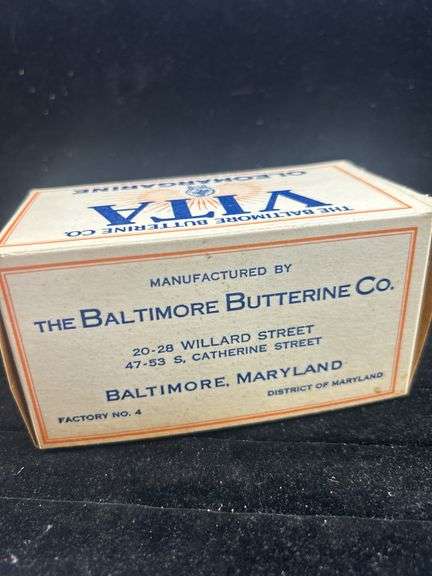 THE BALTIMORE BUTTERINE CO.
VITA
OLEOMARGARINE
MANUFACTURED BY
THE BALTIMORE BUTTERINE CO.
20-28 WILLARD STREET
47-53 S, CATHERINE STREET
BALTIMORE, MARYLAND
FACTORY NO. 4
DISTRICT OF MARYLAND